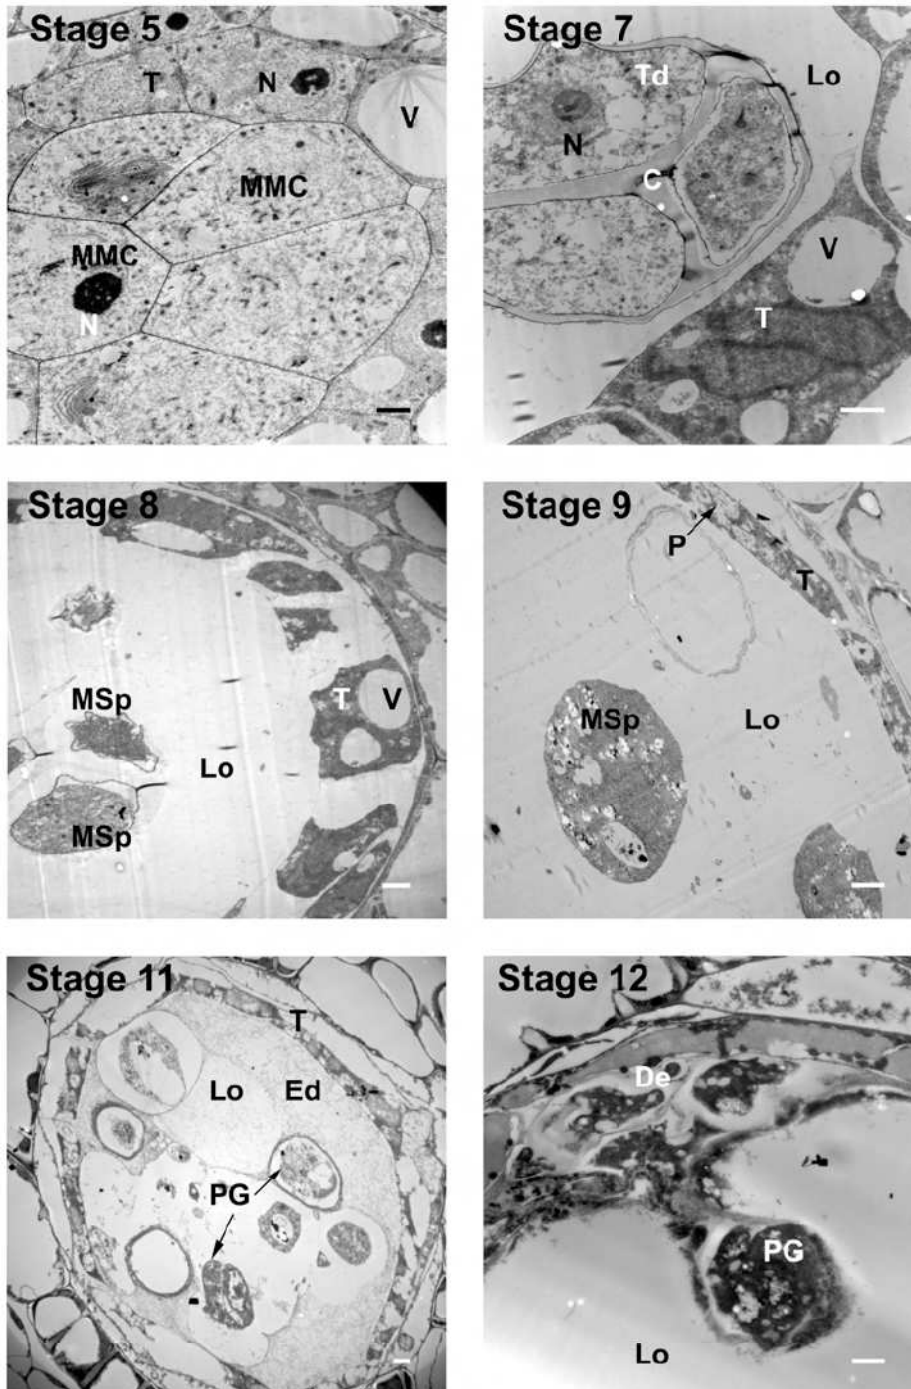 Stage 5
T
N
V
MMC
MMC
N
Stage 7
Td
Lo
N
C
V
T
Stage 8
MSp
T
V
Lo
MSp
Stage 9
P
T
MSp
Lo
Stage 11
T
Lo
Ed
PG
Stage 12
De
PG
Lo